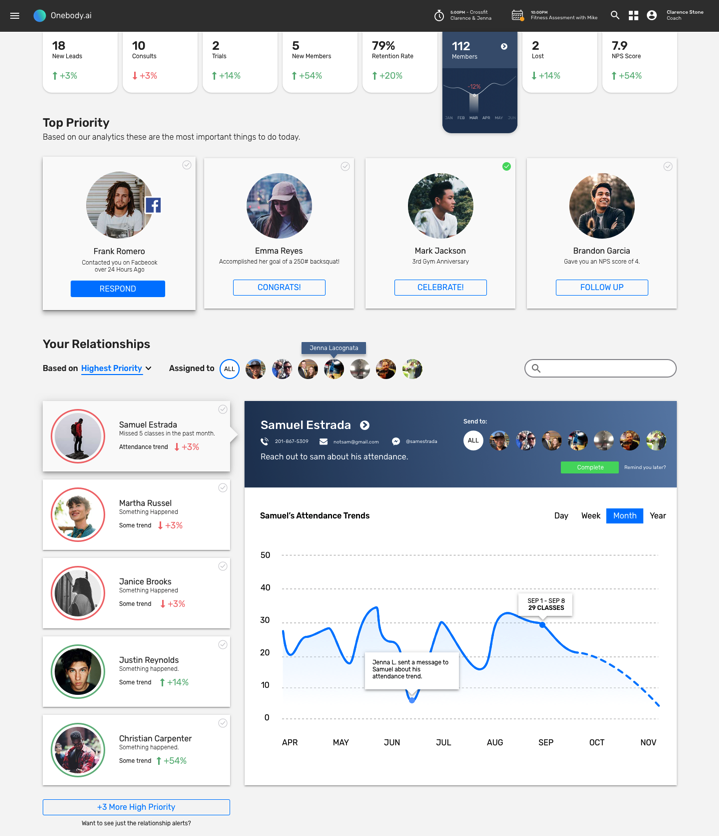 Onebody.ai
5:00PM - Crossfit
Clarence & Jenna
10:00PM
Fitness Assesment with Mike
Clarence Stone
Coach
18
New Leads
+3%
10
Consults
+3%
2
Trials
+14%
5
New Members
+54%
79%
Retention Rate
+20%
112
Members
-12%
FEB MAR APR MAY
2
Lost
+14%
7.9
NPS Score
+54%
Top Priority
Based on our analytics these are the most important things to do today.
Frank Romero
Contacted you on Facbeook
over 24 Hours Ago
RESPOND
Emma Reyes
Accomplished her goal of a 250# backsquat!
CONGRATS!
Mark Jackson
3rd Gym Anniversary
CELEBRATE!
Brandon Garcia
Gave you an NPS score of 4.
FOLLOW UP
Your Relationships
Jenna Lacognata
Based on Highest Priority
Assigned to ALL
Samuel Estrada
Missed 5 classes in the past month.
Attendance trend +3%
Martha Russel
Something Happened
Some trend +3%
Janice Brooks
Something Happened
Some trend +3%
Justin Reynolds
Something happened.
Some trend +14%
Christian Carpenter
Something happened.
Some trend +54%
+3 More High Priority
Want to see just the relationship alerts?
Samuel Estrada
201-867-5309 notsam@gmail.com @samestrada
Reach out to sam about his attendance.
Send to:
ALL
Complete Remind you later?
Samuel's Attendance Trends
Day Week Month Year
50
40
30
20
10
0
SEP 1 - SEP 8
29 CLASSES
Jenna L. sent a message to
Samuel about his
attendance trend.
APR MAY JUN JUL AUG SEP OCT NOV